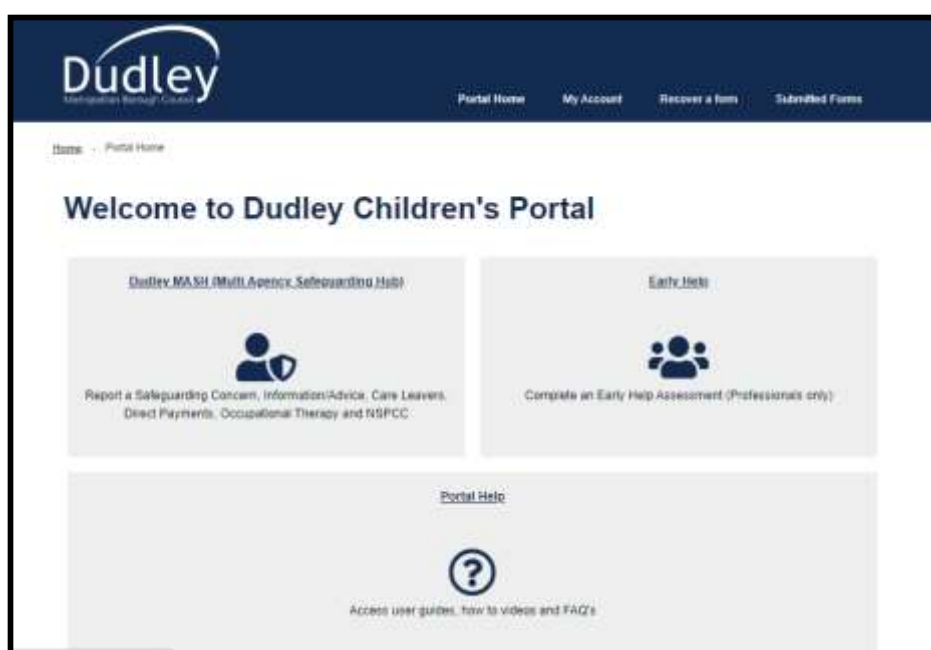 Dudley
Metropolitan Borough Council
Portal Home
My Account
Recover a form
Submitted Forms
Home - Portal Home
Welcome to Dudley Children's Portal
Dudley MASH (Multi Agency Safeguarding Hub)
Report a Safeguarding Concern, Information/Advice, Care Leavers,
Direct Payments, Occupational Therapy and NSPCC
Early Help
Complete an Early Help Assessment (Professionals only)
Portal Help
?
Access user guides, how to videos and FAQ's